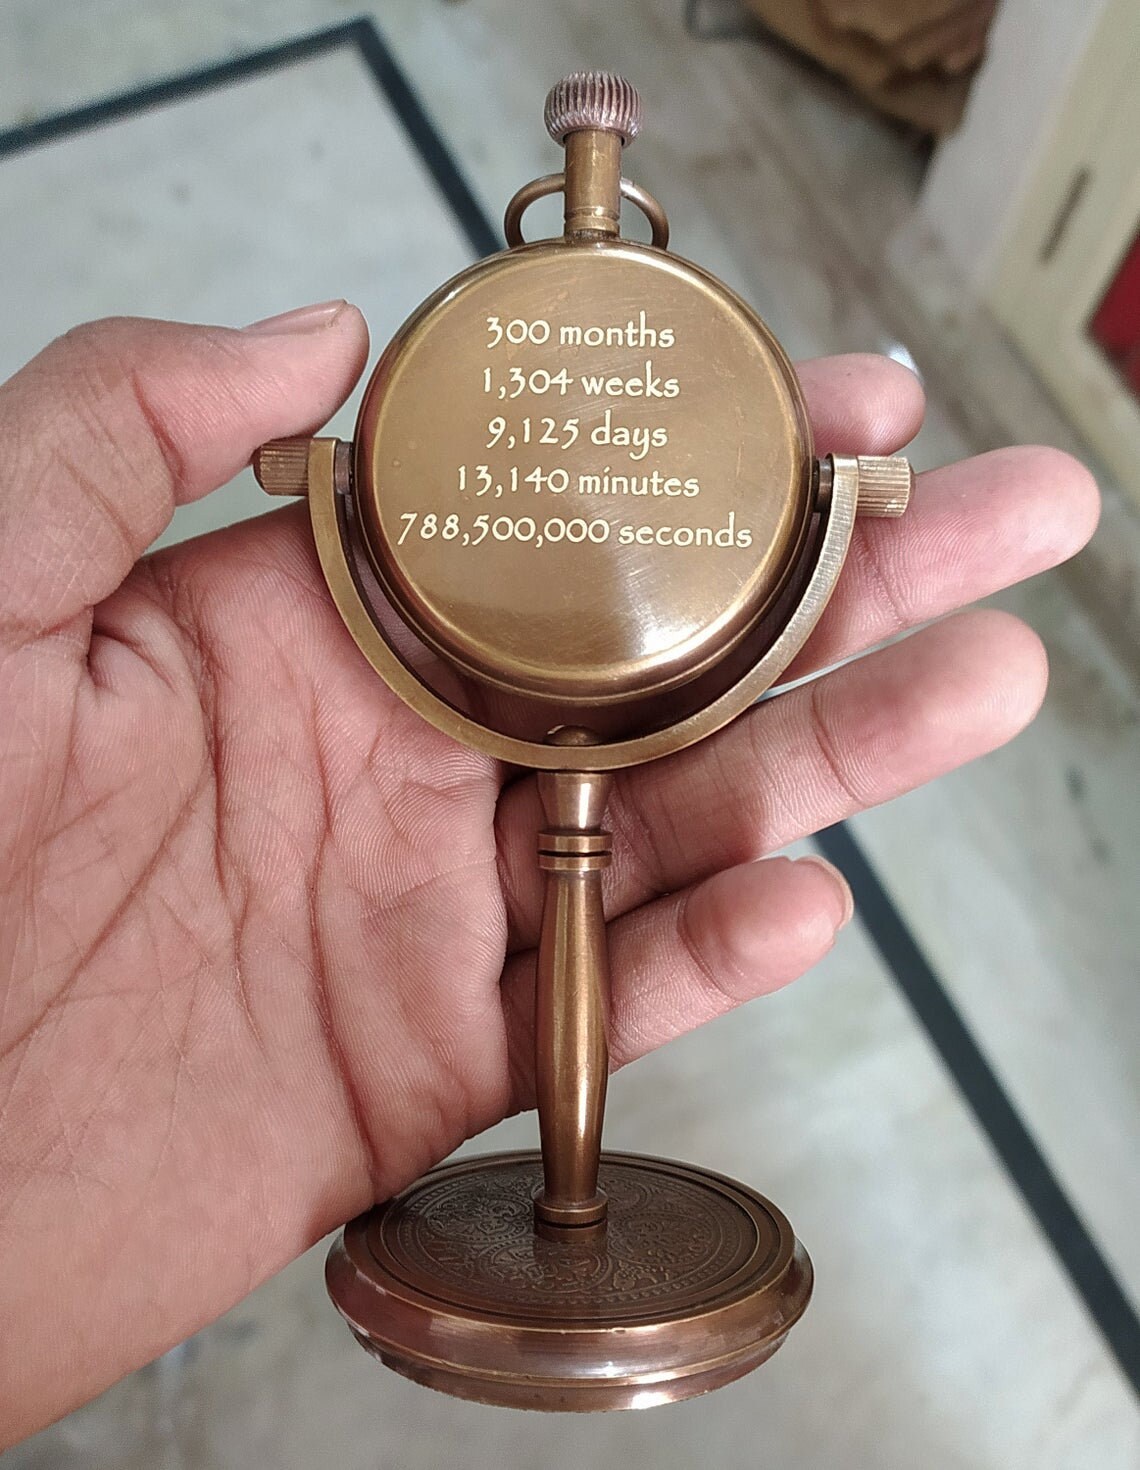 300 months
1,304 weeks
9,125 days
13,140 minutes
788,500,000 seconds